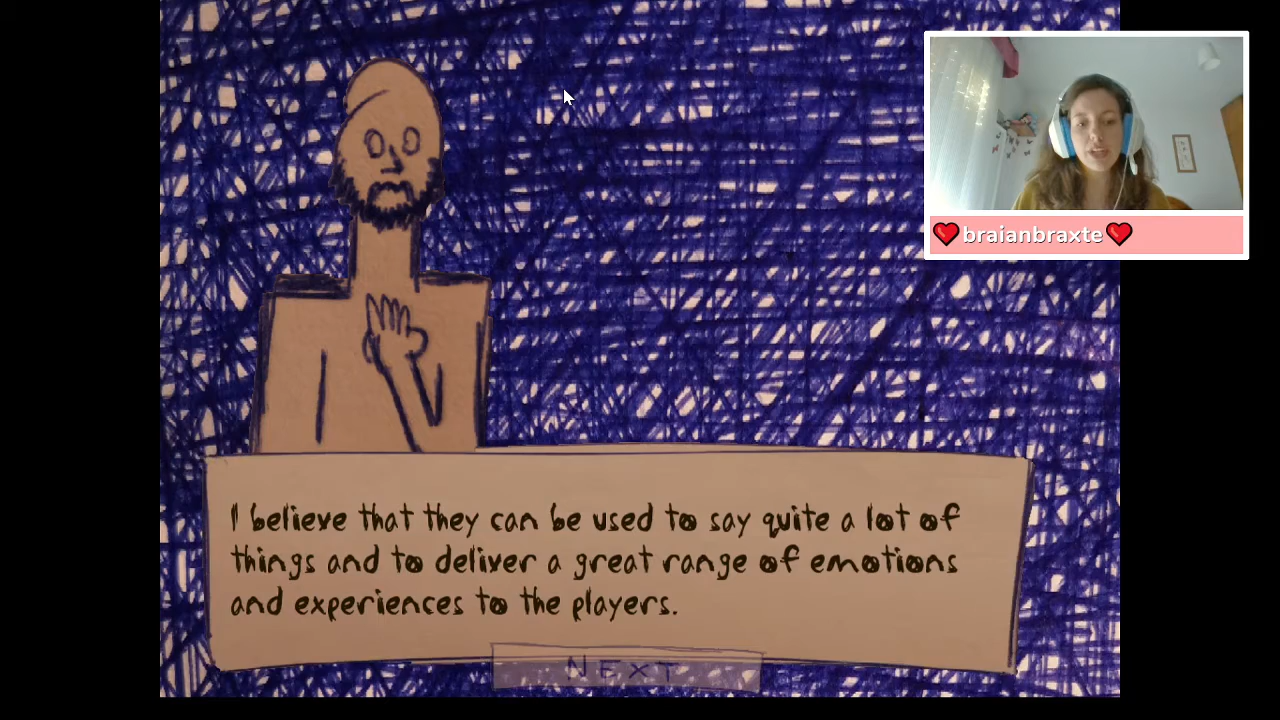 braianbraxte
I believe that they can be used to say quite a lot of
things and to deliver a great range of emotions
and experiences to the players.
NEXT